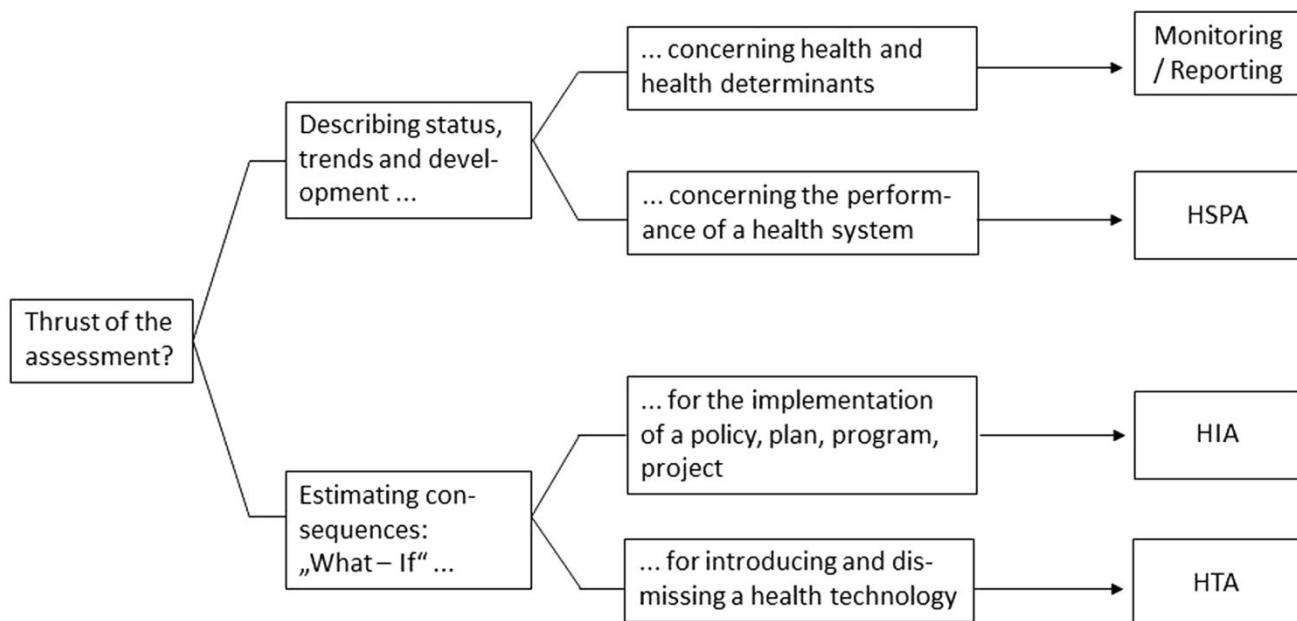 Thrust of the
assessment?
Describing status,
trends and devel-
opment ...
... concerning health and
health determinants
Monitoring
/ Reporting
... concerning the perform-
ance of a health system
HSPA
Estimating con-
sequences:
„What – If“ ...
... for the implementation
of a policy, plan, program,
project
HIA
... for introducing and dis-
missing a health technology
HTA